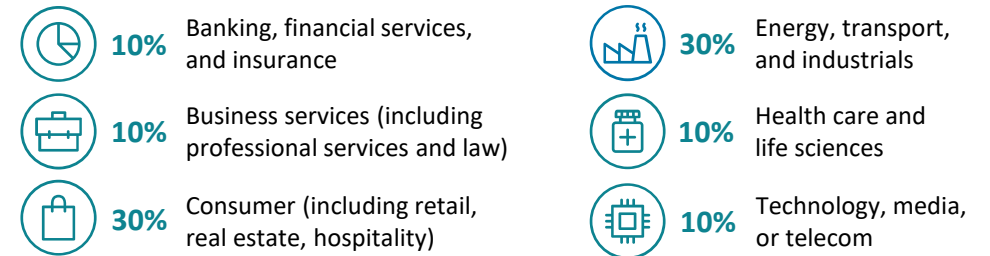 10%
Banking, financial services,
and insurance
10%
Business services (including
professional services and law)
30%
Consumer (including retail,
real estate, hospitality)
30%
Energy, transport,
and industrials
10%
Health care and
life sciences
10%
Technology, media,
or telecom